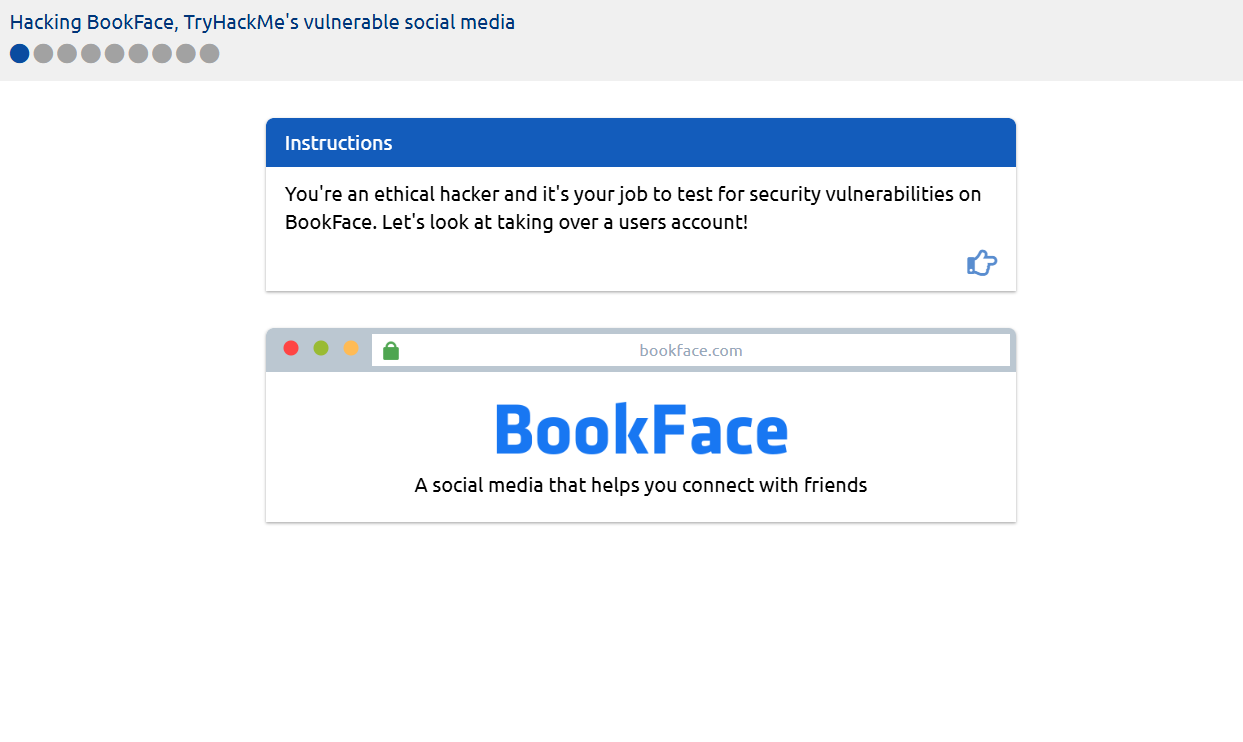 Hacking BookFace, TryHackMe's vulnerable social media
Instructions
You're an ethical hacker and it's your job to test for security vulnerabilities on
BookFace. Let's look at taking over a users account!
bookface.com
BookFace
A social media that helps you connect with friends